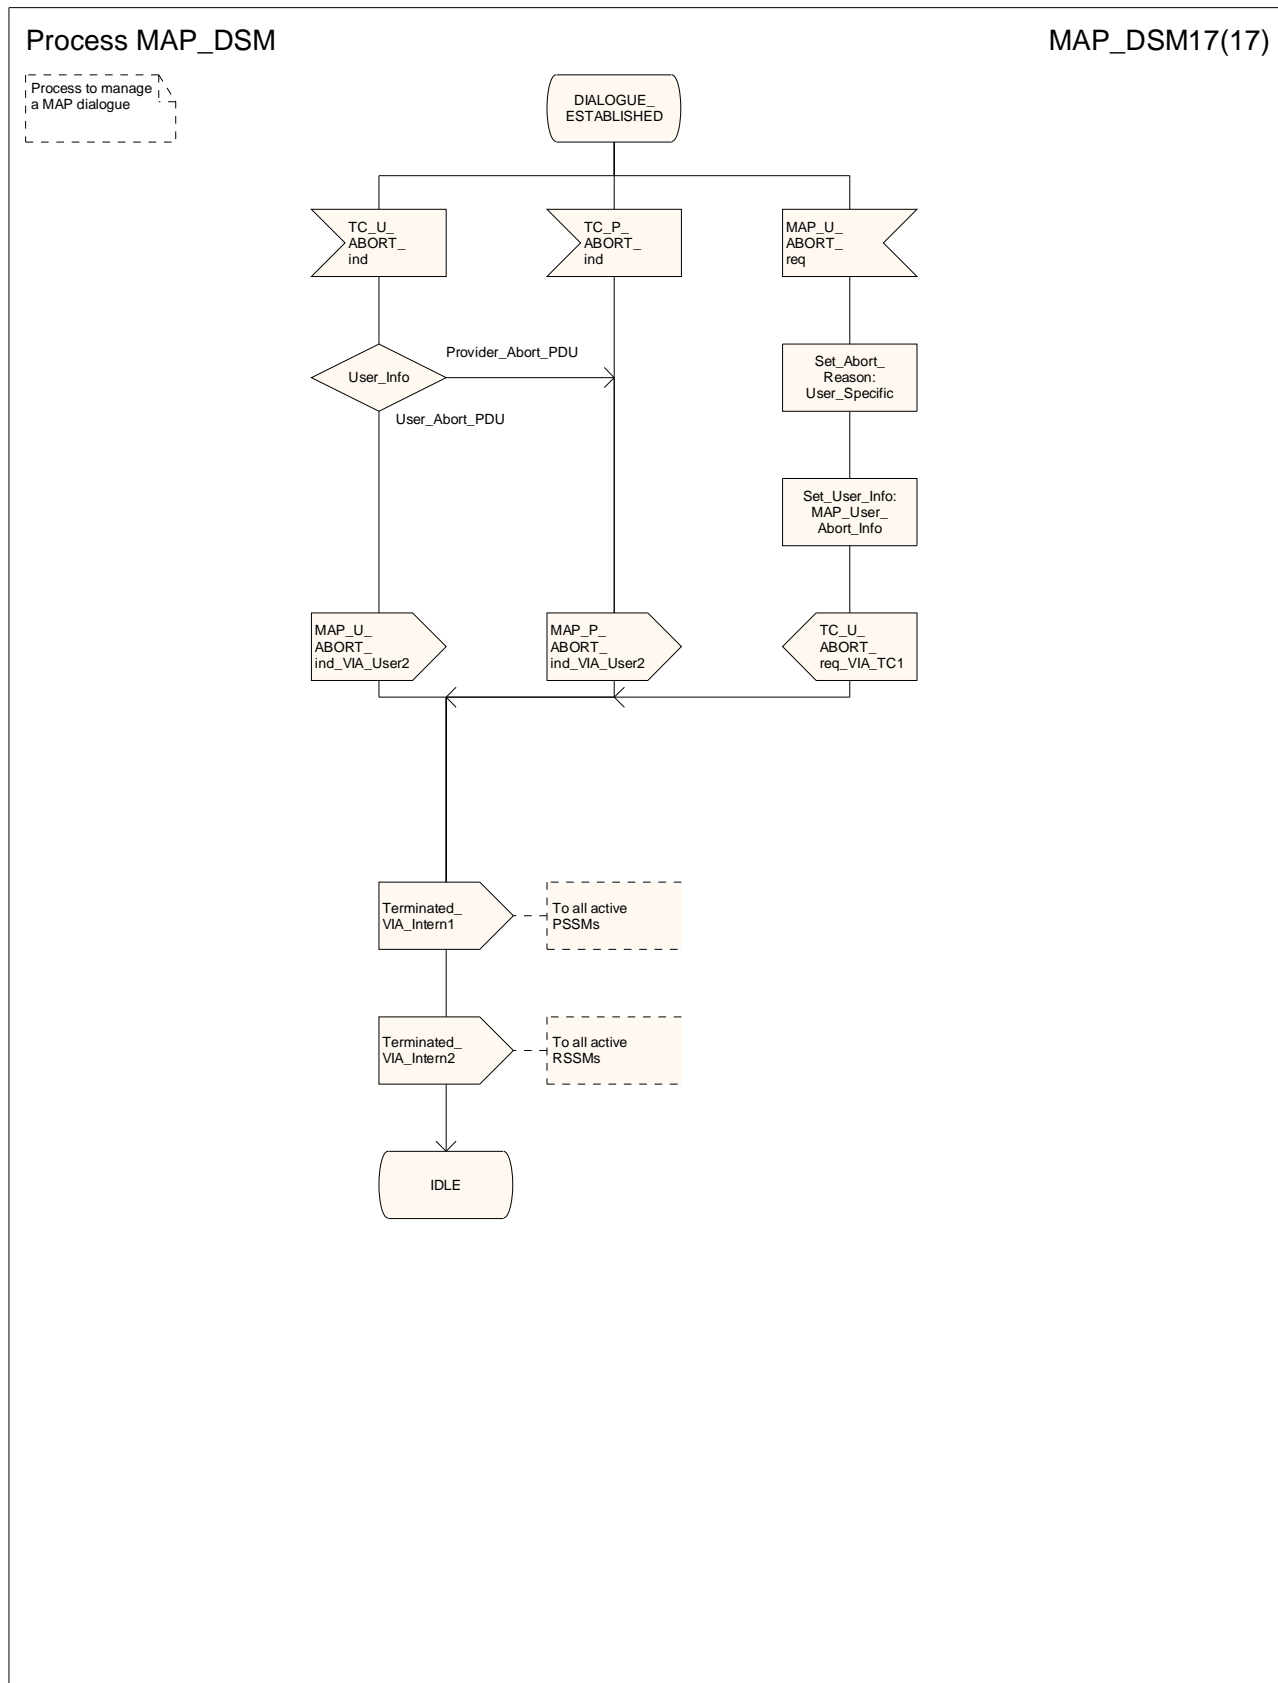 Process MAP_DSM
MAP_DSM17(17)
Process to manage
a MAP dialogue
DIALOGUE_
ESTABLISHED
TC_U_
ABORT_
ind
TC_P_
ABORT_
ind
MAP_U_
ABORT_
req
User_Info
Provider_Abort_PDU
User_Abort_PDU
Set_Abort_
Reason:
User_Specific
Set_User_Info:
MAP_User_
Abort_Info
MAP_U_
ABORT_
ind_VIA_User2
MAP_P_
ABORT_
ind_VIA_User2
TC_U_
ABORT_
req_VIA_TC1
Terminated_
VIA_Intern1
To all active
PSSMs
Terminated_
VIA_Intern2
To all active
RSSMs
IDLE